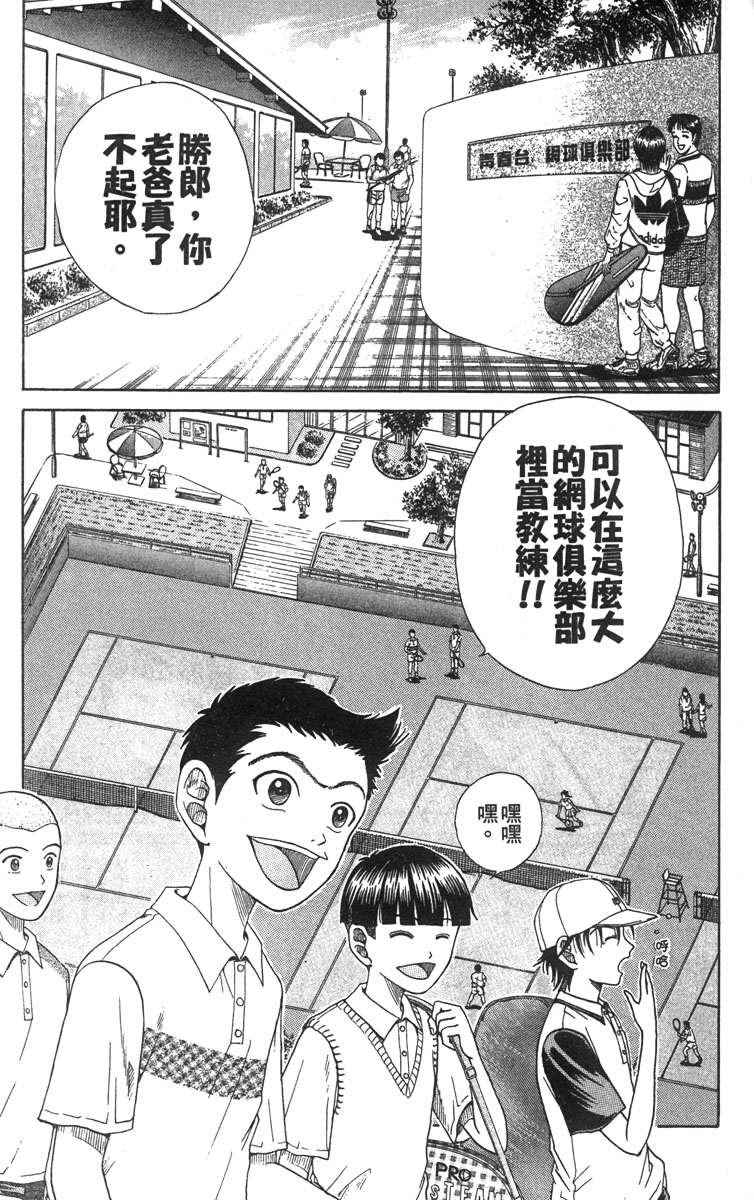 勝郎，你
老爸真了
不起耶。
青春台 網球俱樂部
adidas
可以在這麼大
的網球俱樂部
裡當教練!!
嘿嘿
嘿。
呼哈
PRO